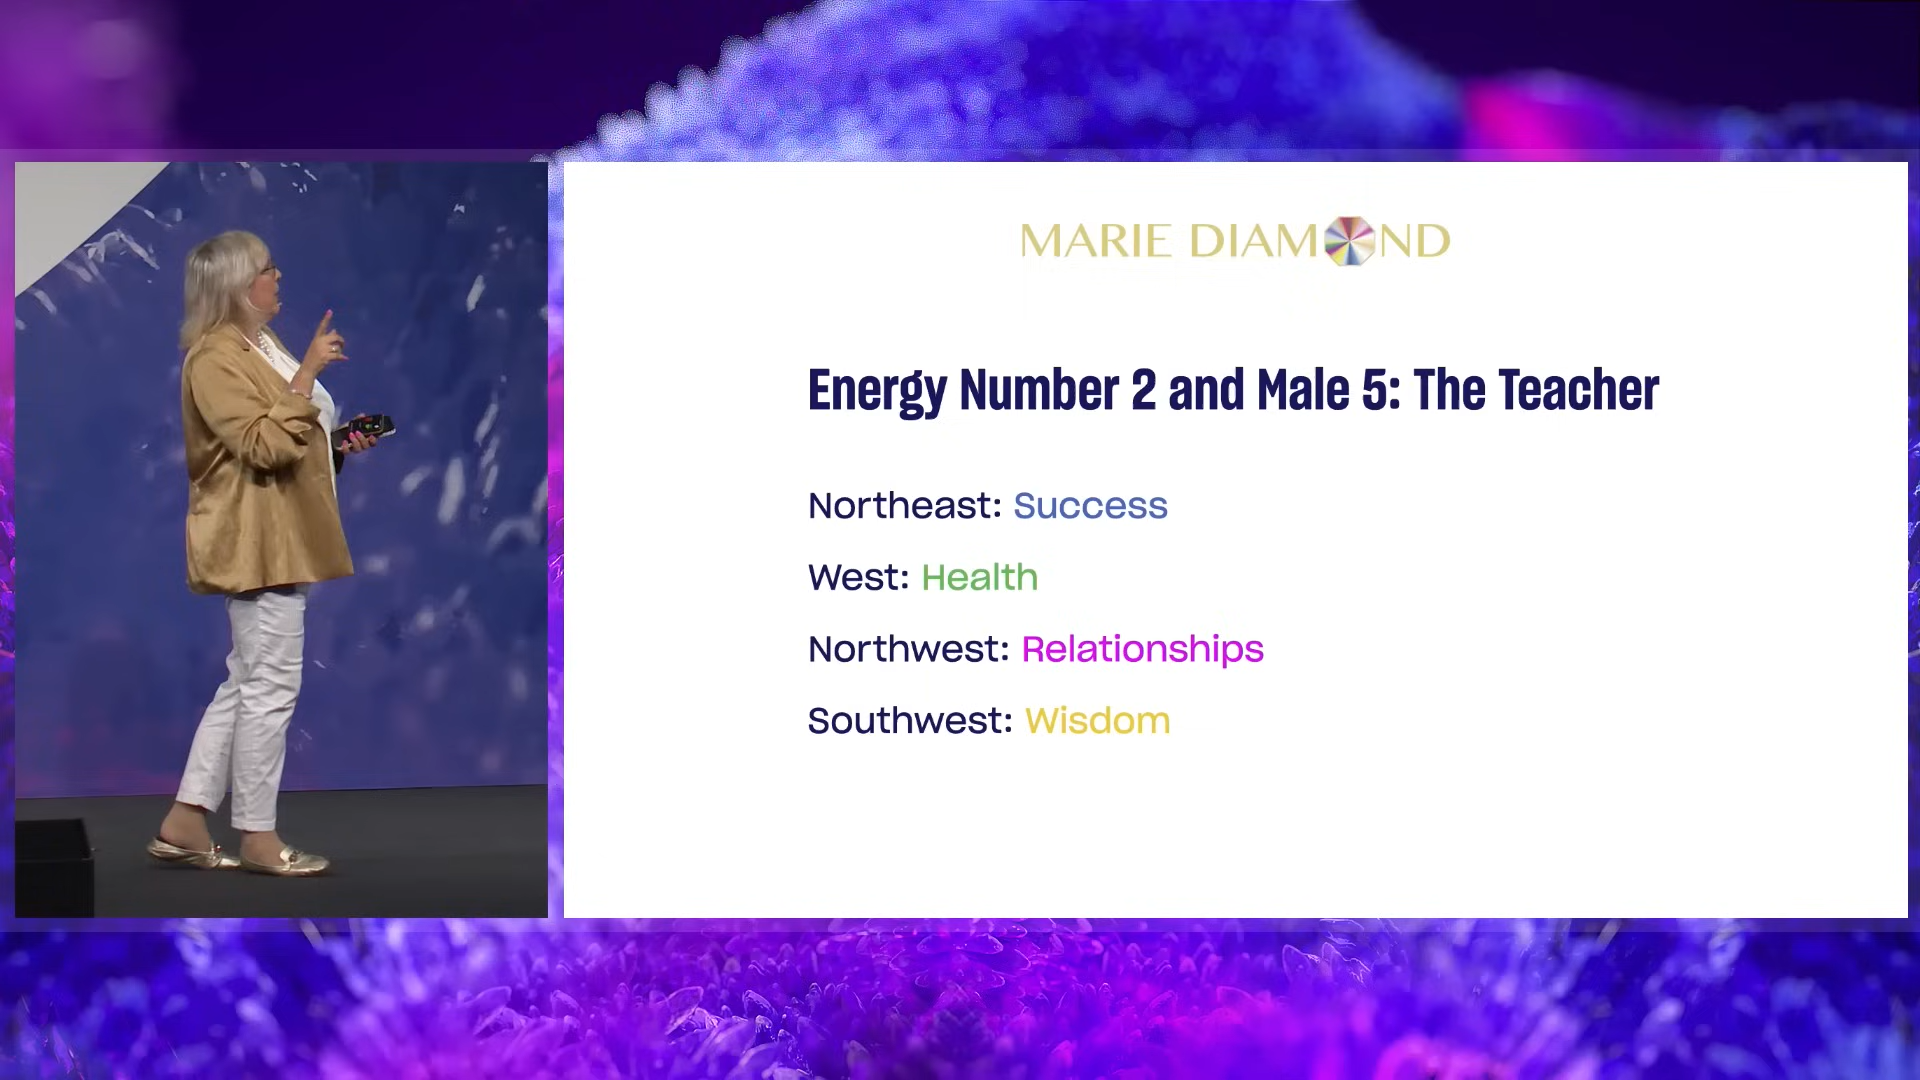 MARIE DIAMOND
Energy Number 2 and Male 5: The Teacher
Northeast: Success
West: Health
Northwest: Relationships
Southwest: Wisdom